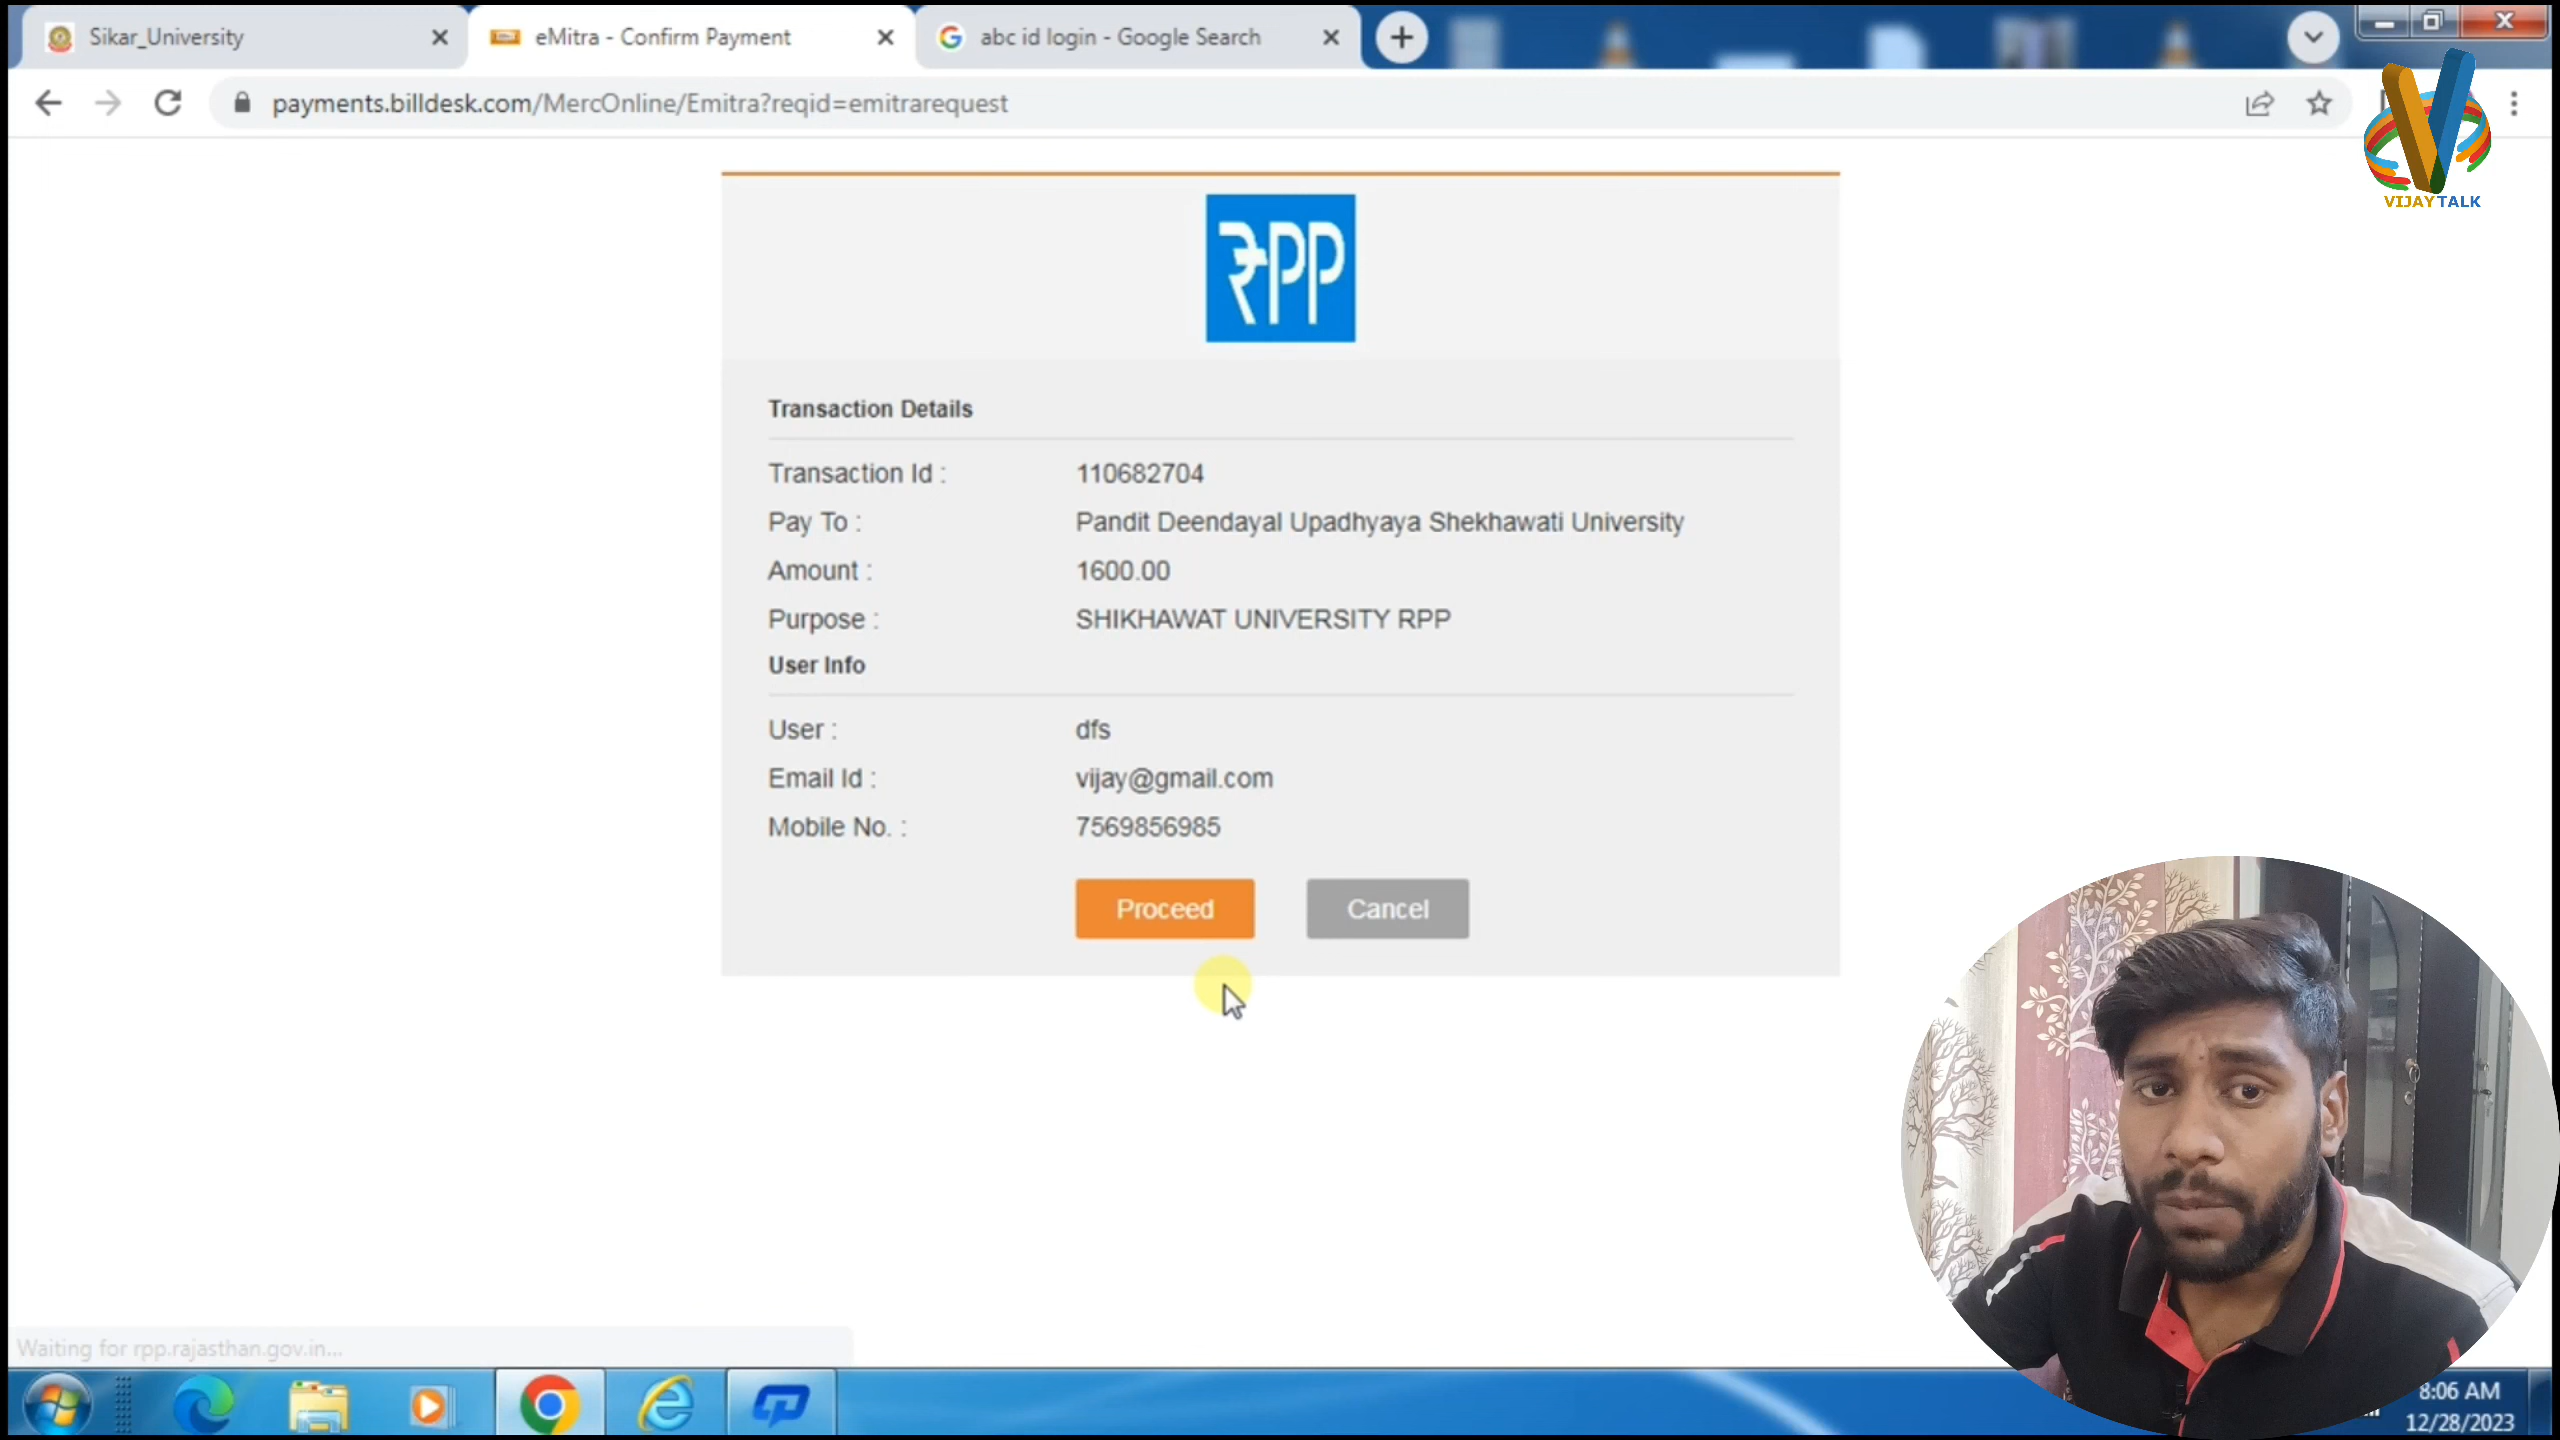 Sikar_University
eMitra - Confirm Payment
abc id login - Google Search
payments.billdesk.com/MercOnline/Emitra?reqid=emitrarequest
VIJAYTALK
₹PP
Transaction Details
Transaction Id : 110682704
Pay To : Pandit Deendayal Upadhyaya Shekhawati University
Amount : 1600.00
Purpose : SHIKHAWAT UNIVERSITY RPP
User Info
User : dfs
Email Id : vijay@gmail.com
Mobile No. : 7569856985
Proceed Cancel
Waiting for rpp.rajasthan.gov.in...
8:06 AM
12/28/2023